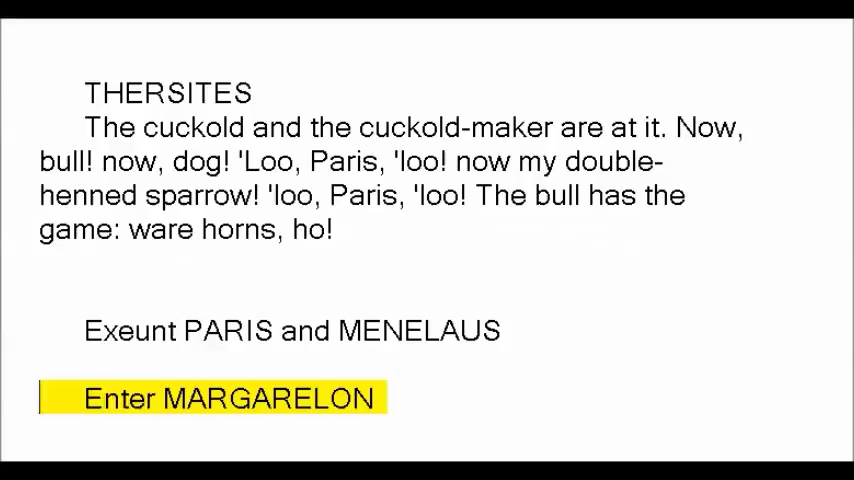 THERSITES
The cuckold and the cuckold-maker are at it. Now,
bull! now, dog! 'Loo, Paris, 'loo! now my double-
henned sparrow! 'loo, Paris, 'loo! The bull has the
game: ware horns, ho!
Exeunt PARIS and MENELAUS
Enter MARGARELON